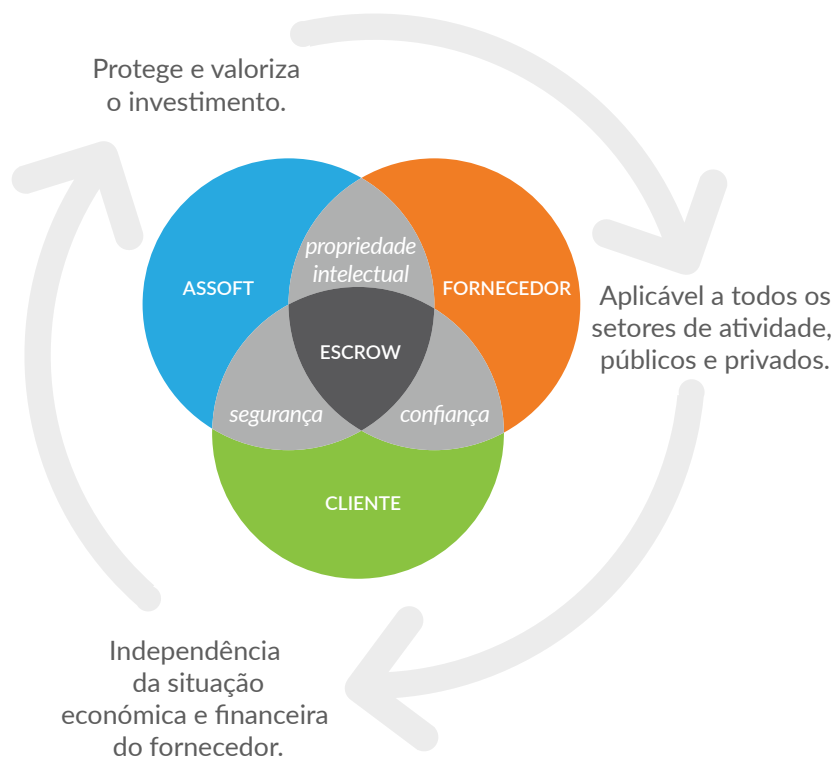 Protege e valoriza
o investimento.
propriedade
intelectual
ASSOFT
FORNECEDOR
Aplicável a todos os
setores de atividade,
públicos e privados.
ESCROW
segurança
confiança
CLIENTE
Independência
da situação
económica e financeira
do fornecedor.